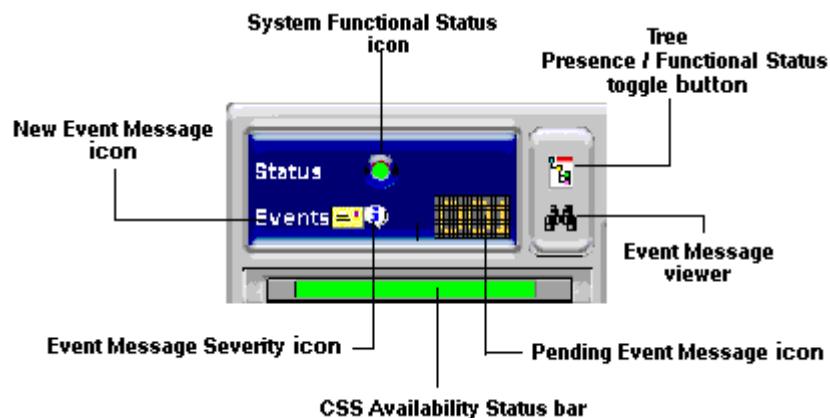 System Functional Status
icon
Tree
Presence / Functional Status
toggle button
New Event Message
icon
Status
Events
Event Message
viewer
Event Message Severity icon
Pending Event Message icon
CSS Availability Status bar